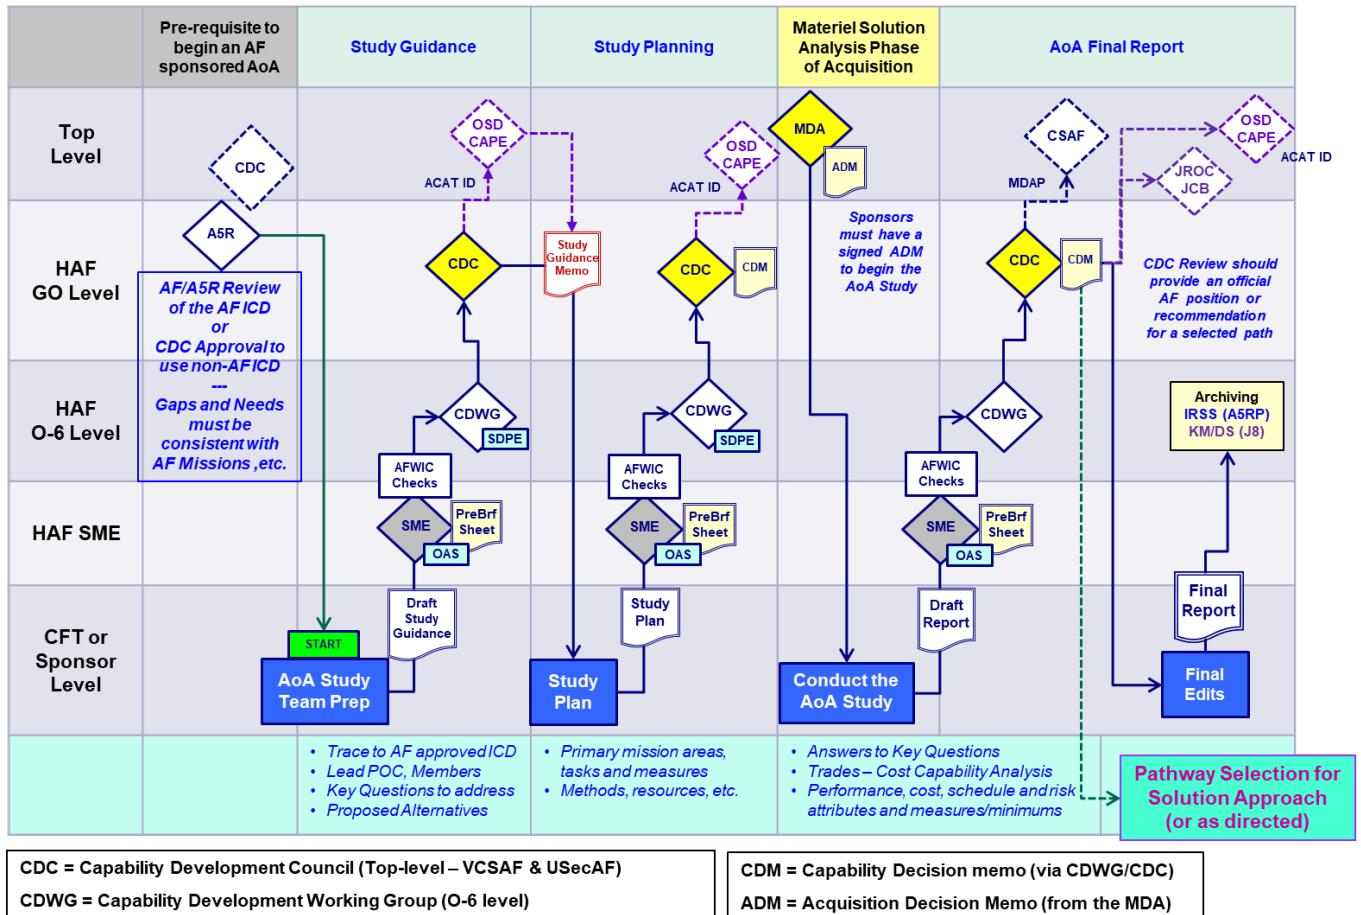 Pre-requisite to
begin an AF
sponsored AoA
Study Guidance
Study Planning
Materiel Solution
Analysis Phase
of Acquisition
AoA Final Report
Top
Level
CDC
A5R
OSD
CAPE
ACAT ID
OSD
CAPE
ACAT ID
MDA
ADM
CSAF
MDAP
OSD
CAPE
ACAT ID
JROC
JCB
HAF
GO Level
AF/A5R Review
of the AF ICD
or
CDC Approval to
use non-AF ICD
---
Gaps and Needs
must be
consistent with
AF Missions ,etc.
CDC
Study
Guidance
Memo
CDC
CDM
Sponsors
must have a
signed ADM
to begin the
AoA Study
CDC
CDM
CDC Review should
provide an official
AF position or
recommendation
for a selected path
HAF
O-6 Level
CDWG
SDPE
AFWIC
Checks
CDWG
SDPE
AFWIC
Checks
CDWG
AFWIC
Checks
Archiving
IRSS (A5RP)
KM/DS (J8)
HAF SME
SME
OAS
PreBrf
Sheet
SME
OAS
PreBrf
Sheet
SME
OAS
PreBrf
Sheet
CFT or
Sponsor
Level
START
AoA Study
Team Prep
Draft
Study
Guidance
Study
Plan
Study
Plan
Conduct the
AoA Study
Draft
Report
Final
Report
Final
Edits
• Trace to AF approved ICD
• Lead POC, Members
• Key Questions to address
• Proposed Alternatives
• Primary mission areas,
tasks and measures
• Methods, resources, etc.
• Answers to Key Questions
• Trades – Cost Capability Analysis
• Performance, cost, schedule and risk
attributes and measures/minimums
Pathway Selection for
Solution Approach
(or as directed)
CDC = Capability Development Council (Top-level – VCSAF & USecAF)
CDWG = Capability Development Working Group (O-6 level)
CDM = Capability Decision memo (via CDWG/CDC)
ADM = Acquisition Decision Memo (from the MDA)